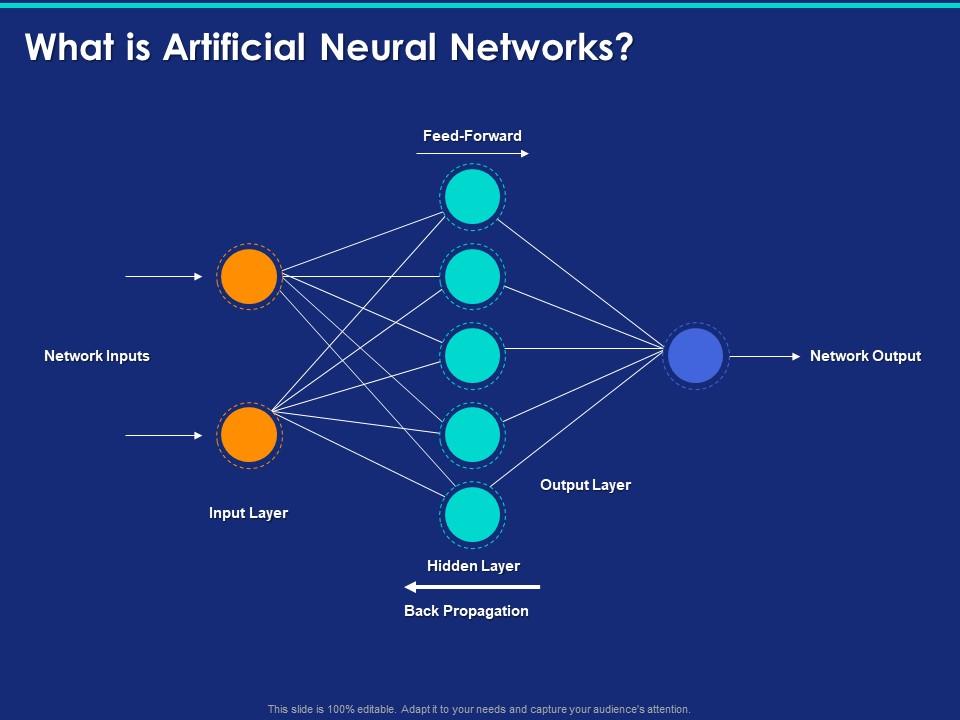 What is Artificial Neural Networks?
Feed-Forward
Network Inputs
Network Output
Output Layer
Input Layer
Hidden Layer
Back Propagation
This slide is 100% editable. Adapt it to your needs and capture your audience's attention.